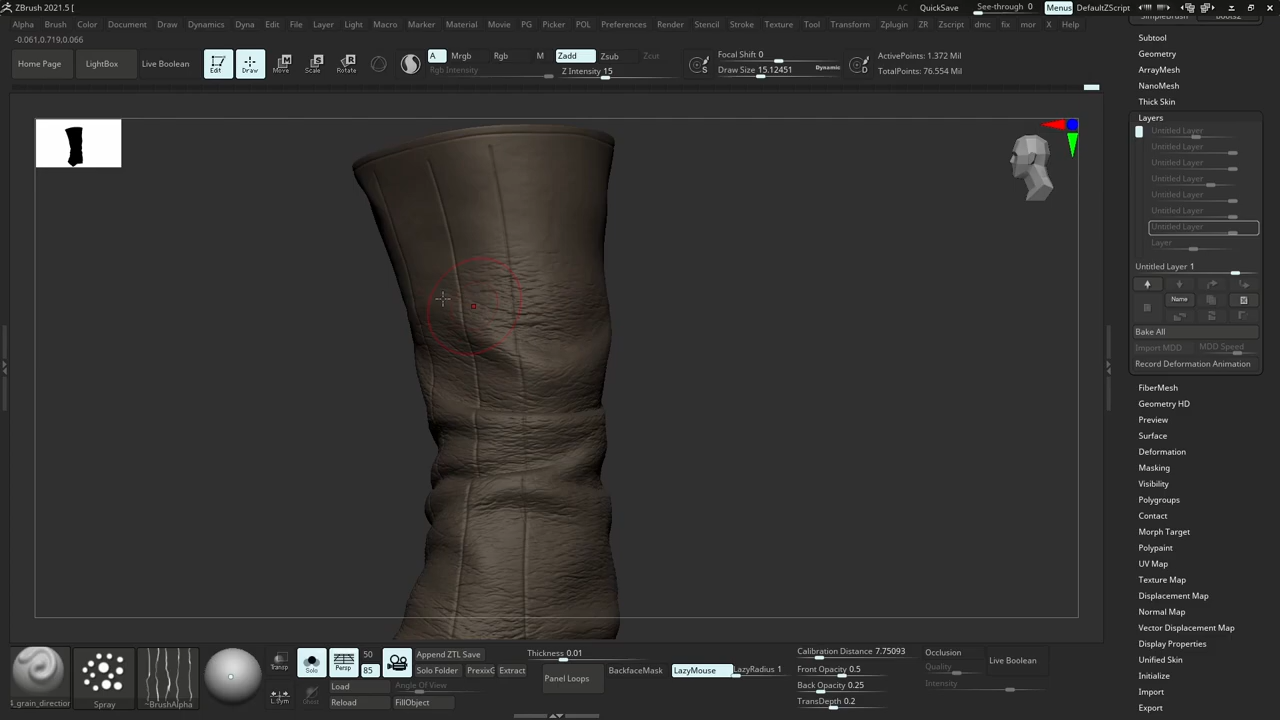 ZBrush 2021.5 [
AC QuickSave See-through 0 Menus DefaultZScript
Alpha Brush Color Document Draw Dynamics Dyna Edit File Layer Light Macro Marker Material Movie PG Picker POL Preferences Render Stencil Stroke Texture Tool Transform Zplugin ZR Zscript dmc fix mor X Help
-0.061,0.719,0.066
Home Page LightBox Live Boolean Edit Draw Move Scale Rotate
A Mrgb Rgb M Zadd Zsub Zcut
Rgb Intensity Z Intensity 15
Focal Shift 0
Draw Size 15.12451 Dynamic
S
D
ActivePoints: 1.372 Mil
TotalPoints: 76.554 Mil
SimpleBrush Boots2
Subtool
Geometry
ArrayMesh
NanoMesh
Thick Skin
Layers
Untitled Layer
Untitled Layer
Untitled Layer
Untitled Layer
Untitled Layer
Untitled Layer
Untitled Layer
Layer
Untitled Layer 1
Name
Bake All
Import MDD MDD Speed
Record Deformation Animation
FiberMesh
Geometry HD
Preview
Surface
Deformation
Masking
Visibility
Polygroups
Contact
Morph Target
Polypaint
UV Map
Texture Map
Displacement Map
Normal Map
Vector Displacement Map
Display Properties
Unified Skin
Initialize
Import
Export
4_grain_direction Spray ~BrushAlpha
Transp
L.Sym
Solo
Ghost
Persp
50
85
Append ZTL Save
Solo Folder Prexic Extract
Load Angle Of View
Reload FillObject
Thickness 0.01
Panel Loops
BackfaceMask LazyMouse LazyRadius 1
Calibration Distance 7.75093
Front Opacity 0.5
Back Opacity 0.25
TransDepth 0.2
Occlusion
Quality
Intensity
Live Boolean